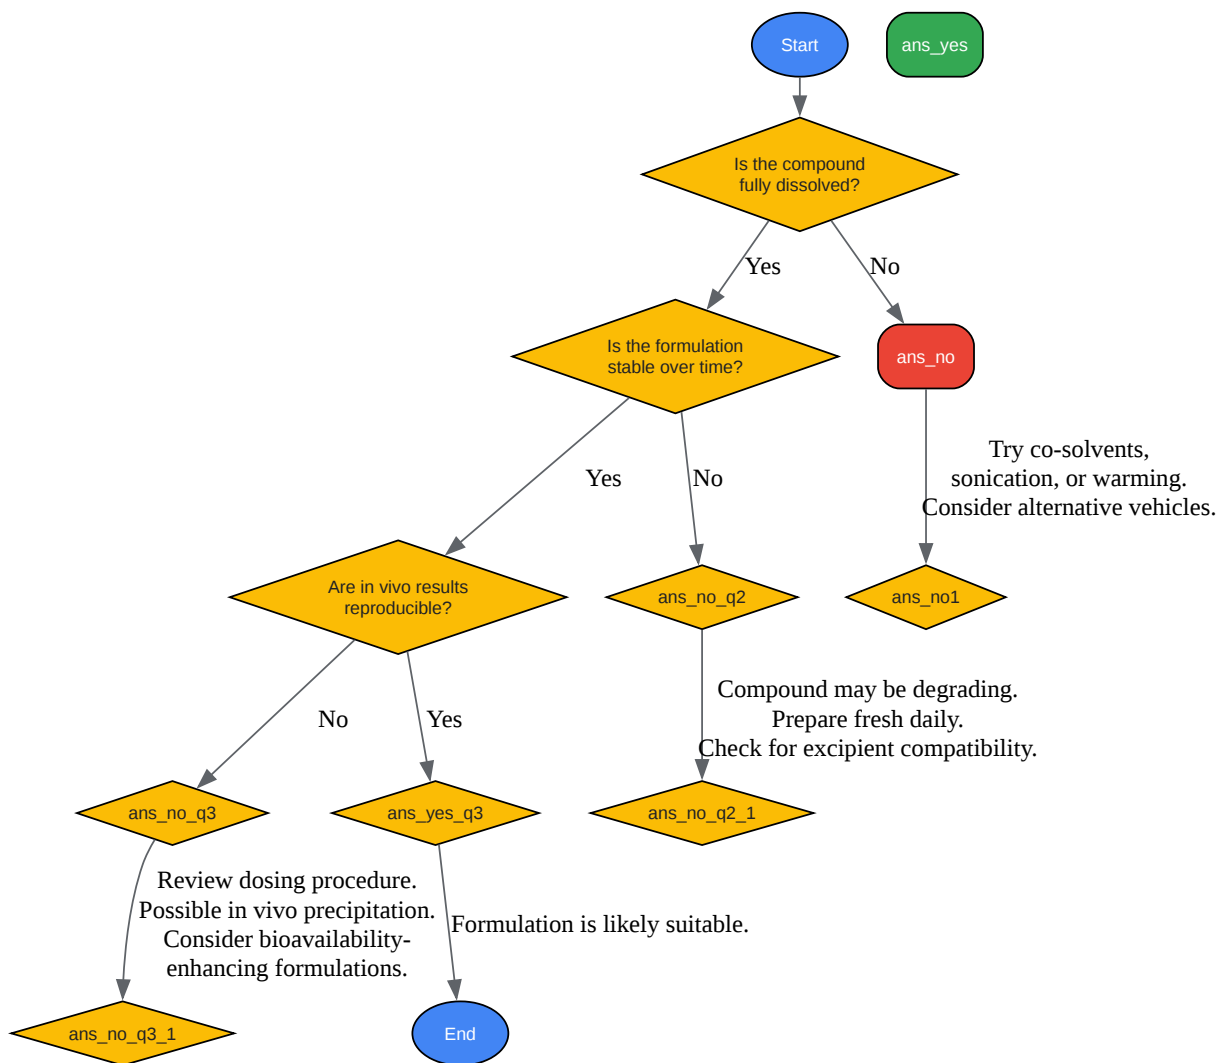 Start
ans_yes
Is the compound
fully dissolved?
Yes
No
Is the formulation
stable over time?
ans_no
Yes
No
Try co-solvents,
sonication, or warming.
Consider alternative vehicles.
Are in vivo results
reproducible?
ans_no_q2
ans_no1
No
Yes
Compound may be degrading.
Prepare fresh daily.
Check for excipient compatibility.
ans_no_q3
ans_yes_q3
ans_no_q2_1
Review dosing procedure.
Possible in vivo precipitation.
Consider bioavailability-
enhancing formulations.
Formulation is likely suitable.
ans_no_q3_1
End